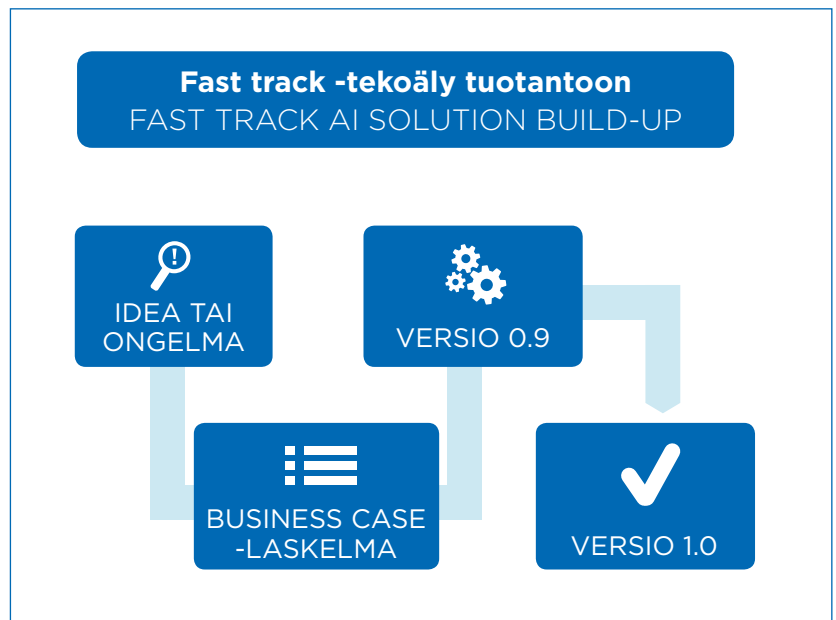 Fast track -tekoäly tuotantoon
FAST TRACK AI SOLUTION BUILD-UP
IDEA TAI
ONGELMA
BUSINESS CASE
-LASKELMA
VERSIO 0.9
VERSIO 1.0